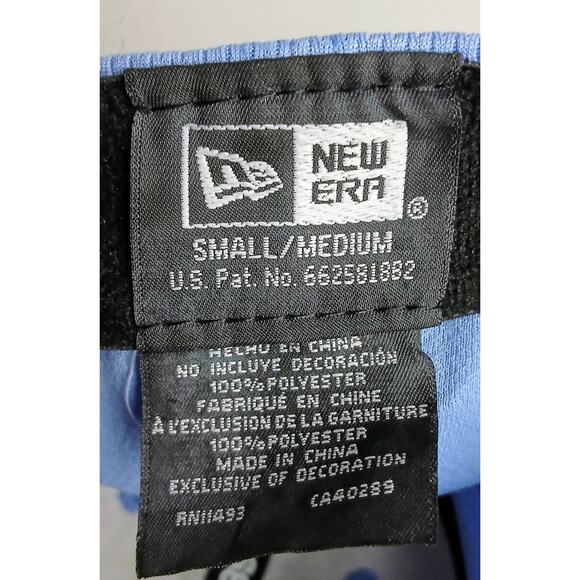 NEW
ERA
®
SMALL/MEDIUM
U.S. Pat. No. 6625818B2
HECHO EN CHINA
NO INCLUYE DECORACIÓN
100% POLYESTER
FABRIQUÉ EN CHINE
À L'EXCLUSION DE LA GARNITURE
100% POLYESTER
MADE IN CHINA
EXCLUSIVE OF DECORATION
RN11493 CA40289